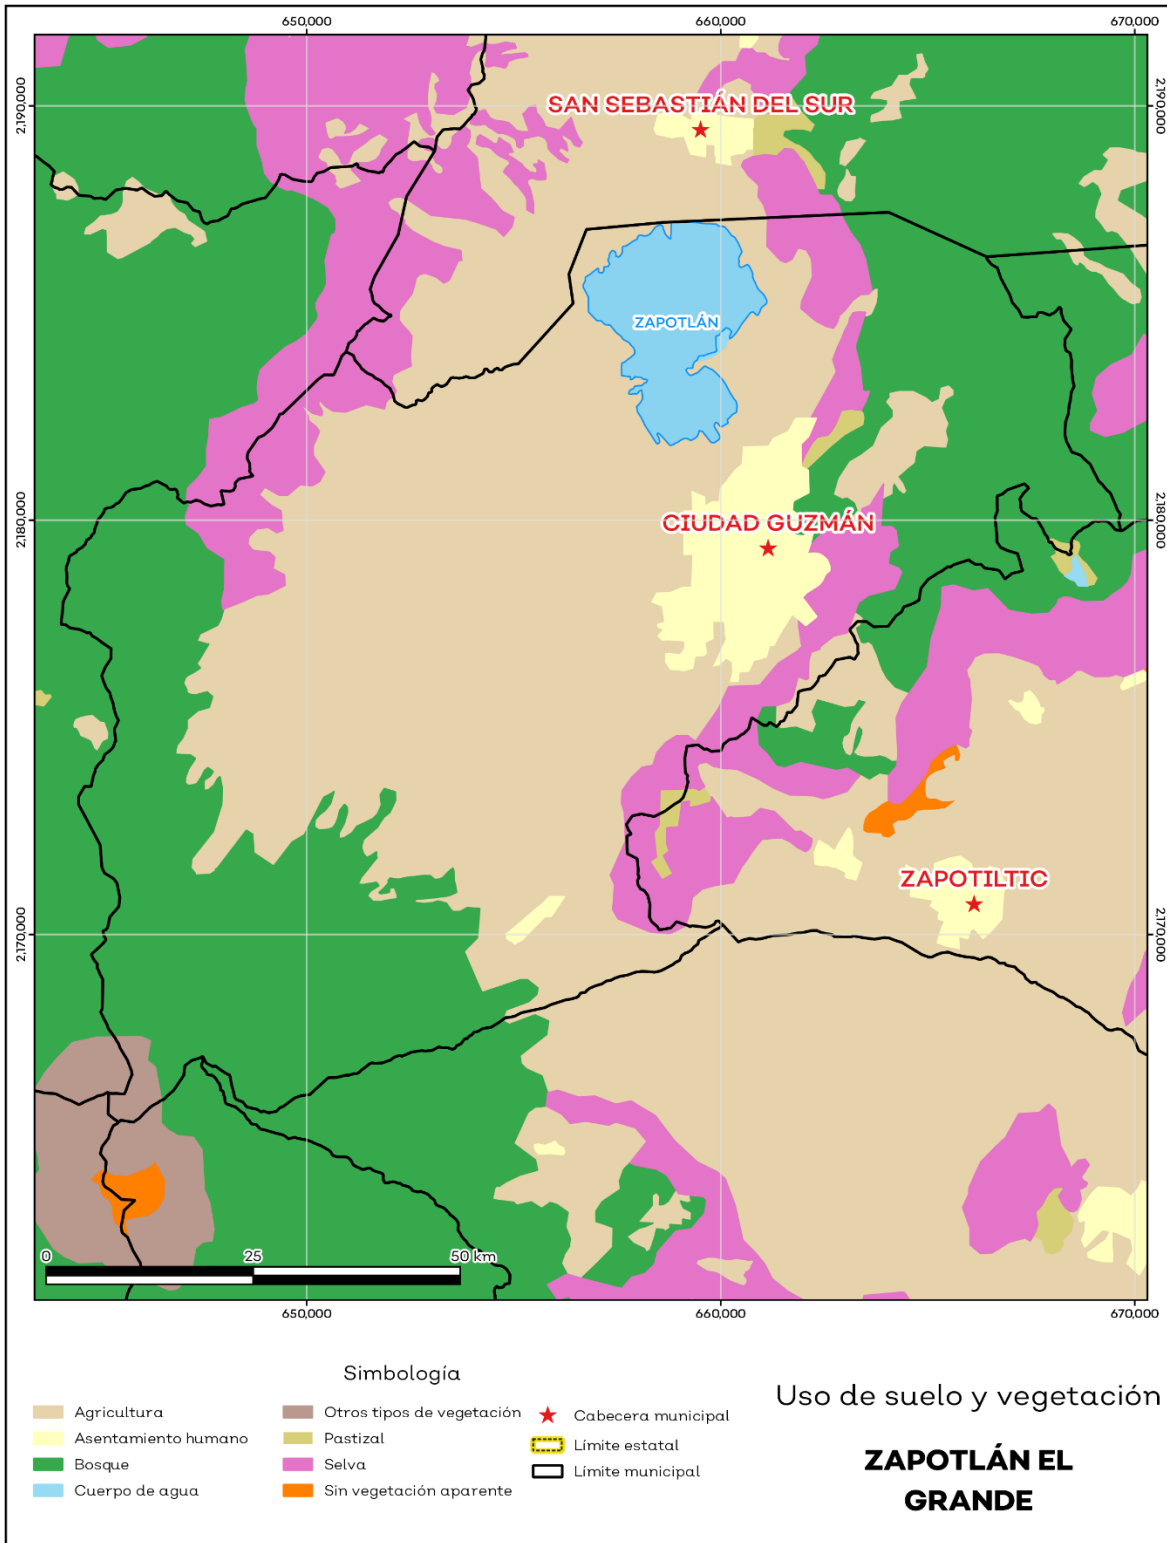 650,000
660,000
670,000
2,190,000
2,190,000
SAN SEBASTIÁN DEL SUR
ZAPOTLÁN
2,180,000
2,180,000
CIUDAD GUZMÁN
ZAPOTILTIC
2,170,000
2,170,000
0
25
50 km
650,000
660,000
670,000
Simbología
Agricultura
Asentamiento humano
Bosque
Cuerpo de agua
Otros tipos de vegetación
Pastizal
Selva
Sin vegetación aparente
Cabecera municipal
Límite estatal
Límite municipal
Uso de suelo y vegetación
ZAPOTLÁN EL
GRANDE